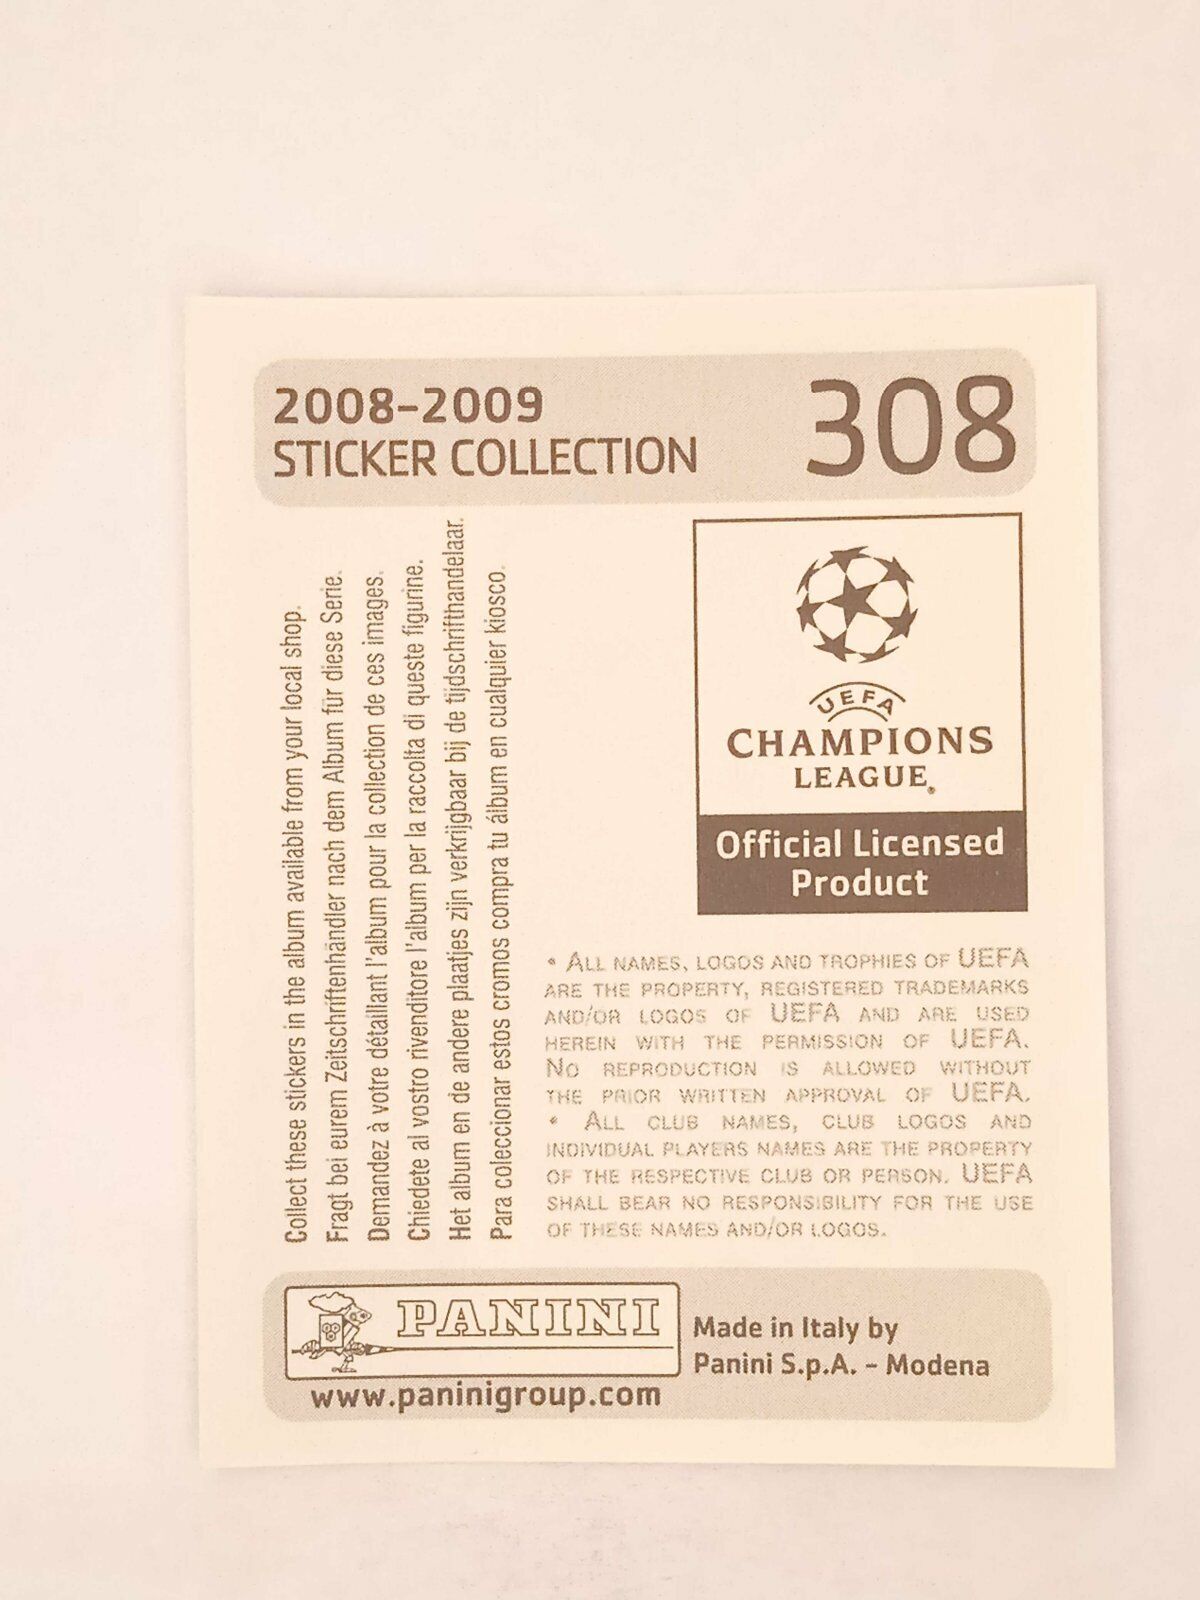 2008-2009
STICKER COLLECTION
308
Collect these stickers in the album available from your local shop.
Fragt bei eurem Zeitschriftenhändler nach dem Album für diese Serie.
Demandez à votre détaillant l'album pour la collection de ces images.
Chiedete al vostro rivenditore l'album per la raccolta di queste figurine.
Het album en de andere plaatjes zijn verkrijgbaar bij de tijdschrifthandelaar.
Para coleccionar estos cromos compra tu álbum en cualquier kiosco.
UEFA
CHAMPIONS
LEAGUE®
Official Licensed
Product
• ALL NAMES, LOGOS AND TROPHIES OF UEFA
ARE THE PROPERTY, REGISTERED TRADEMARKS
AND/OR LOGOS OF UEFA AND ARE USED
HEREIN WITH THE PERMISSION OF UEFA.
NO REPRODUCTION IS ALLOWED WITHOUT
THE PRIOR WRITTEN APPROVAL OF UEFA.
• ALL CLUB NAMES, CLUB LOGOS AND
INDIVIDUAL PLAYERS NAMES ARE THE PROPERTY
OF THE RESPECTIVE CLUB OR PERSON. UEFA
SHALL BEAR NO RESPONSIBILITY FOR THE USE
OF THESE NAMES AND/OR LOGOS.
PANINI
www.paninigroup.com
Made in Italy by
Panini S.p.A. - Modena